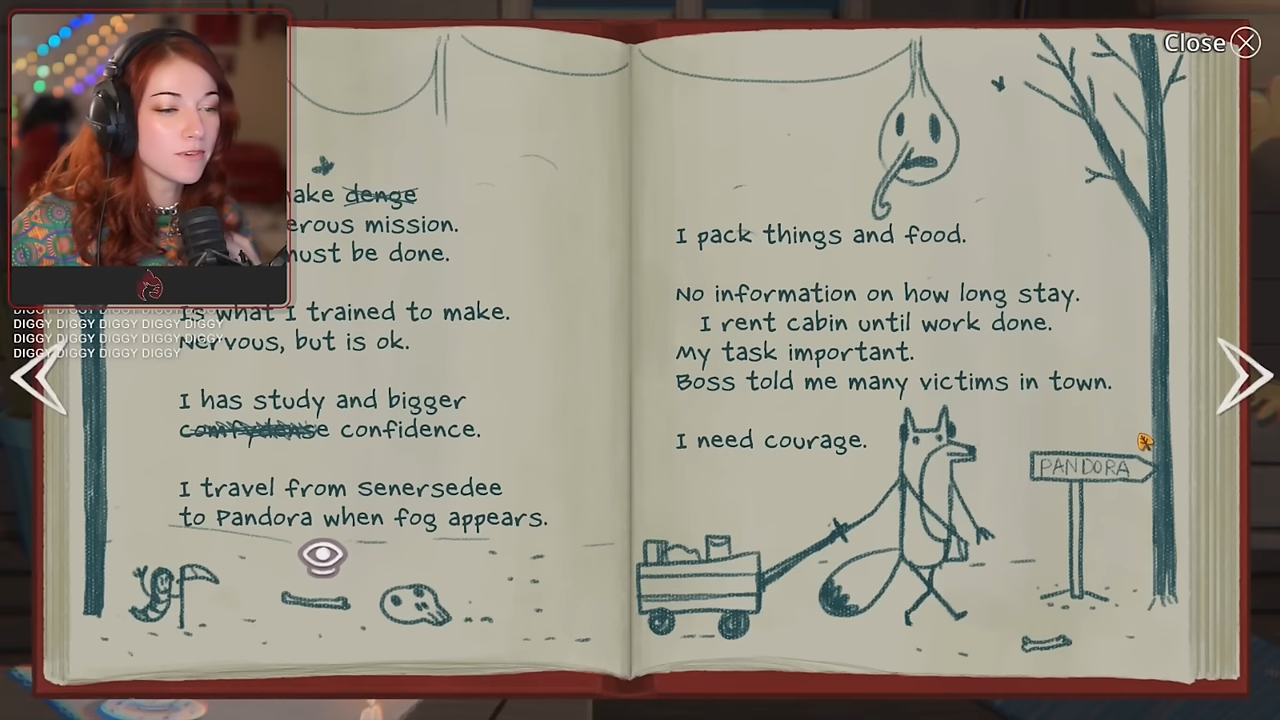 Close
denge
erous mission.
must be done.
DIGGY DIGGY DIGGY DIGGY DIGGY
DIGGY DIGGY DIGGY DIGGY DIGGY
DIGGY DIGGY DIGGY DIGGY
Is what I trained to make.
Nervous, but is ok.
I has study and bigger
confidence.
I travel from Senersedee
to Pandora when fog appears.
I pack things and food.
No information on how long stay.
I rent cabin until work done.
My task important.
Boss told me many victims in town.
I need courage.
PANDORA